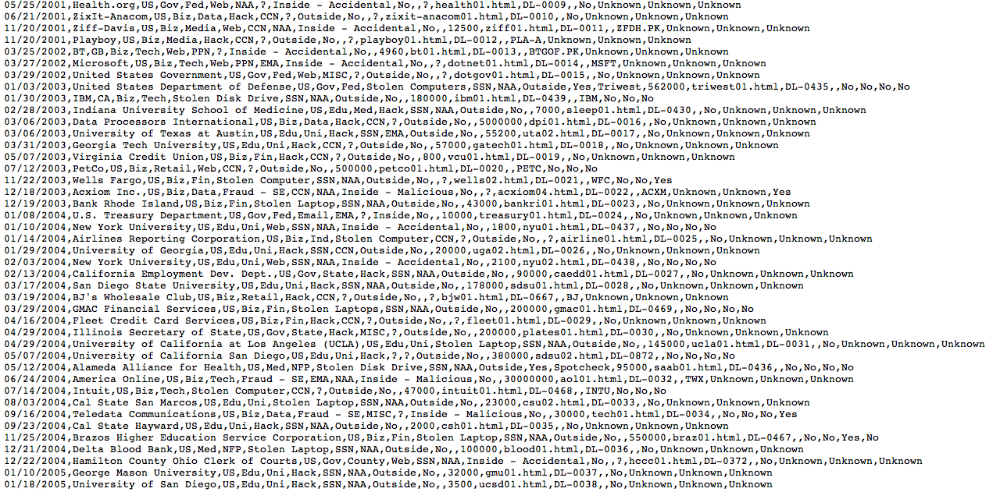 05/25/2001,Health.org,US,Gov,Fed,Web,NAA,?,Inside - Accidental,No,,?,health01.html,DL-0009,,No,Unknown,Unknown,Unknown
06/21/2001,ZixIt-Anacom,US,Biz,Data,Hack,CCN,?,Outside,No,,?,zixit-anacom01.html,DL-0010,,No,Unknown,Unknown,Unknown
11/20/2001,Ziff-Davis,US,Biz,Media,Web,CCN,NAA,Inside - Accidental,No,,12500,ziff01.html,DL-0011,,ZFDH.PK,Unknown,Unknown,Unknown
11/20/2001,Playboy,US,Biz,Media,Hack,CCN,?,Outside,No,,?,playboy01.html,DL-0012,,PLA-A,Unknown,Unknown,Unknown
03/25/2002,BT,GB,Biz,Tech,Web,PPN,?,Inside - Accidental,No,,4960,bt01.html,DL-0013,,BTGOF.PK,Unknown,Unknown,Unknown
03/27/2002,Microsoft,US,Biz,Tech,Web,PPN,EMA,Inside - Accidental,No,,?,dotnet01.html,DL-0014,,MSFT,Unknown,Unknown,Unknown
03/29/2002,United States Government,US,Gov,Fed,Web,MISC,?,Outside,No,,?,dotgov01.html,DL-0015,,No,Unknown,Unknown,Unknown
01/03/2003,United States Department of Defense,US,Gov,Fed,Stolen Computers,SSN,NAA,Outside,Yes,Triwest,562000,triwest01.html,DL-0435,,No,No,No,No
01/30/2003,IBM,CA,Biz,Tech,Stolen Disk Drive,SSN,NAA,Outside,No,,180000,ibm01.html,DL-0439,,IBM,No,No,No
02/28/2003,Indiana University School of Medicine,US,Edu,Med,Hack,SSN,NAA,Outside,No,,7000,sleep01.html,DL-0430,,No,Unknown,Unknown,Unknown
03/06/2003,Data Processors International,US,Biz,Data,Hack,CCN,?,Outside,No,,5000000,dpi01.html,DL-0016,,No,Unknown,Unknown,Unknown
03/06/2003,University of Texas at Austin,US,Edu,Uni,Hack,SSN,EMA,Outside,No,,55200,uta02.html,DL-0017,,No,Unknown,Unknown,Unknown
03/31/2003,Georgia Tech University,US,Edu,Uni,Hack,CCN,?,Outside,No,,57000,gatech01.html,DL-0018,,No,Unknown,Unknown,Unknown
05/07/2003,Virginia Credit Union,US,Biz,Fin,Hack,CCN,?,Outside,No,,800,vcu01.html,DL-0019,,No,Unknown,Unknown,Unknown
07/12/2003,PetCo,US,Biz,Retail,Web,CCN,?,Outside,No,,500000,petco01.html,DL-0020,,PETC,No,No,No
11/22/2003,Wells Fargo,US,Biz,Fin,Stolen Computer,SSN,NAA,Outside,No,,?,wells02.html,DL-0021,,WFC,No,No,Yes
12/18/2003,Acxiom Inc.,US,Biz,Data,Fraud - SE,CCN,NAA,Inside - Malicious,No,,?,acxiom04.html,DL-0022,,ACXM,Unknown,Unknown,Yes
12/19/2003,Bank Rhode Island,US,Biz,Fin,Stolen Laptop,SSN,NAA,Outside,No,,43000,bankri01.html,DL-0023,,No,Unknown,Unknown,Unknown
01/08/2004,U.S. Treasury Department,US,Gov,Fed,Email,EMA,?,Inside,No,,10000,treasury01.html,DL-0024,,No,Unknown,Unknown,Unknown
01/10/2004,New York University,US,Edu,Uni,Web,SSN,NAA,Inside - Accidental,No,,1800,nyu01.html,DL-0437,,No,No,No,No
01/14/2004,Airlines Reporting Corporation,US,Biz,Ind,Stolen Computer,CCN,?,Outside,No,,?,airline01.html,DL-0025,,No,Unknown,Unknown,Unknown
01/29/2004,University of Georgia,US,Edu,Uni,Hack,SSN,CCN,Outside,No,,20000,uga02.html,DL-0026,,No,Unknown,Unknown,Unknown
02/03/2004,New York University,US,Edu,Uni,Web,SSN,NAA,Inside - Accidental,No,,2100,nyu02.html,DL-0438,,No,No,No,No
02/13/2004,California Employment Dev. Dept.,US,Gov,State,Hack,SSN,NAA,Outside,No,,90000,caedd01.html,DL-0027,,No,Unknown,Unknown,Unknown
03/17/2004,San Diego State University,US,Edu,Uni,Hack,SSN,NAA,Outside,No,,178000,sdsu01.html,DL-0028,,No,Unknown,Unknown,Unknown
03/19/2004,BJ's Wholesale Club,US,Biz,Retail,Hack,CCN,?,Outside,No,,?,bjw01.html,DL-0667,,BJ,Unknown,Unknown,Unknown
03/29/2004,GMAC Financial Services,US,Biz,Fin,Stolen Laptops,SSN,NAA,Outside,No,,200000,gmac01.html,DL-0469,,No,No,No,No
04/16/2004,Fleet Credit Card Services,US,Biz,Fin,Hack,CCN,?,Outside,No,,?,fleet01.html,DL-0029,,No,Unknown,Unknown,Unknown
04/29/2004,Illinois Secretary of State,US,Gov,State,Hack,MISC,?,Outside,No,,200000,plates01.html,DL-0030,,No,Unknown,Unknown,Unknown
04/29/2004,University of California at Los Angeles (UCLA),US,Edu,Uni,Stolen Laptop,SSN,NAA,Outside,No,,145000,ucla01.html,DL-0031,,No,Unknown,Unknown,Unknown
05/07/2004,University of California San Diego,US,Edu,Uni,Hack,?,?,Outside,No,,380000,sdsu02.html,DL-0872,,No,No,No,No
05/12/2004,Alameda Alliance for Health,US,Med,NFP,Stolen Disk Drive,SSN,NAA,Outside,Yes,Spotcheck,95000,saab01.html,DL-0436,,No,No,No,No
06/24/2004,America Online,US,Biz,Tech,Fraud - SE,EMA,NAA,Inside - Malicious,No,,30000000,aol01.html,DL-0032,,TWX,Unknown,Unknown,Unknown
07/14/2004,Intuit,US,Biz,Tech,Stolen Computer,CCN,?,Outside,No,,47000,intuit01.html,DL-0468,,INTU,No,No,No
08/03/2004,Cal State San Marcos,US,Edu,Uni,Stolen Laptop,SSN,NAA,Outside,No,,23000,csu02.html,DL-0033,,No,Unknown,Unknown,Unknown
09/16/2004,Teledata Communications,US,Biz,Data,Fraud - SE,MISC,?,Inside - Malicious,No,,30000,tech01.html,DL-0034,,No,No,No,Yes
09/23/2004,Cal State Hayward,US,Edu,Uni,Hack,SSN,NAA,Outside,No,,2000,csh01.html,DL-0035,,No,Unknown,Unknown,Unknown
11/25/2004,Brazos Higher Education Service Corporation,US,Biz,Fin,Stolen Laptop,SSN,NAA,Outside,No,,550000,braz01.html,DL-0467,,No,No,Yes,No
12/21/2004,Delta Blood Bank,US,Med,NFP,Stolen Laptop,SSN,NAA,Outside,No,,100000,blood01.html,DL-0036,,No,Unknown,Unknown,Unknown
12/22/2004,Hamilton County Ohio Clerk of Courts,US,Gov,County,Web,SSN,NAA,Inside - Accidental,No,,?,hccc01.html,DL-0372,,No,Unknown,Unknown,Unknown
01/10/2005,George Mason University,US,Edu,Uni,Hack,SSN,NAA,Outside,No,,32000,gmu01.html,DL-0037,,No,Unknown,Unknown,Unknown
01/18/2005,University of San Diego,US,Edu,Uni,Hack,SSN,NAA,Outside,No,,3500,ucsd01.html,DL-0038,,No,Unknown,Unknown,Unknown